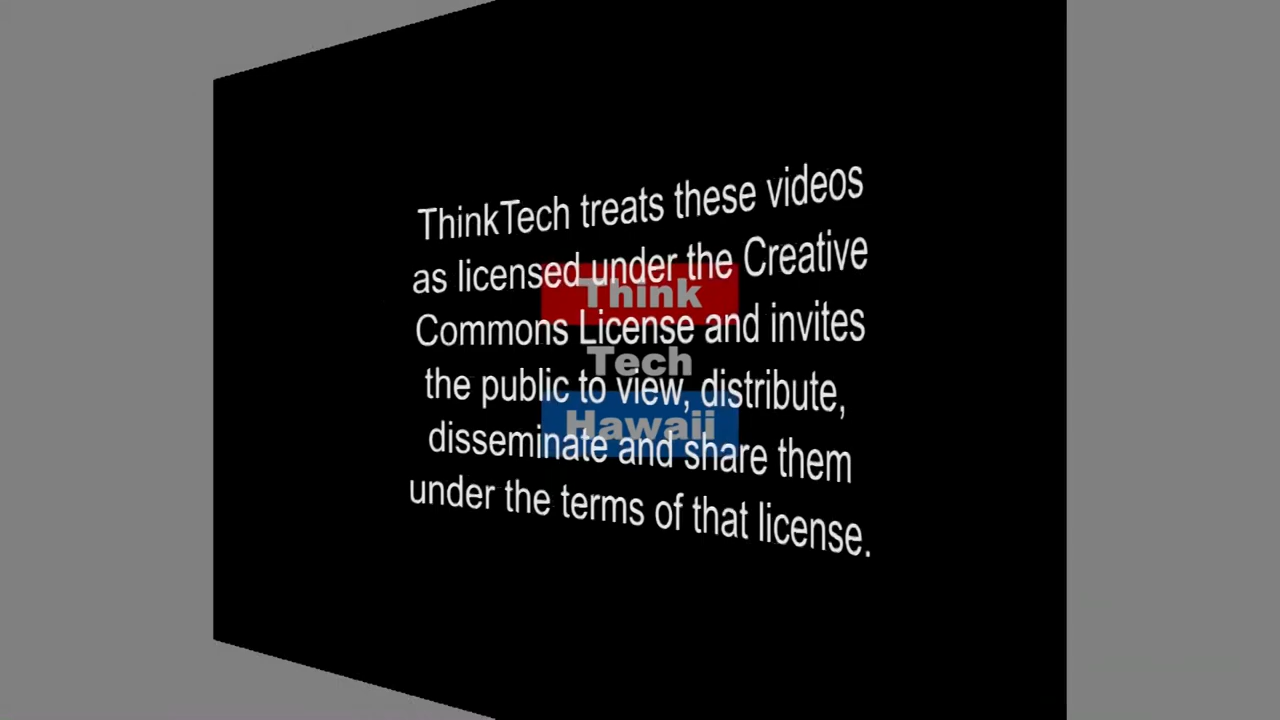 ThinkTech treats these videos
as licensed under the Creative
Commons License and invites
the public to view, distribute,
disseminate and share them
under the terms of that license.
Think
Tech
Hawaii